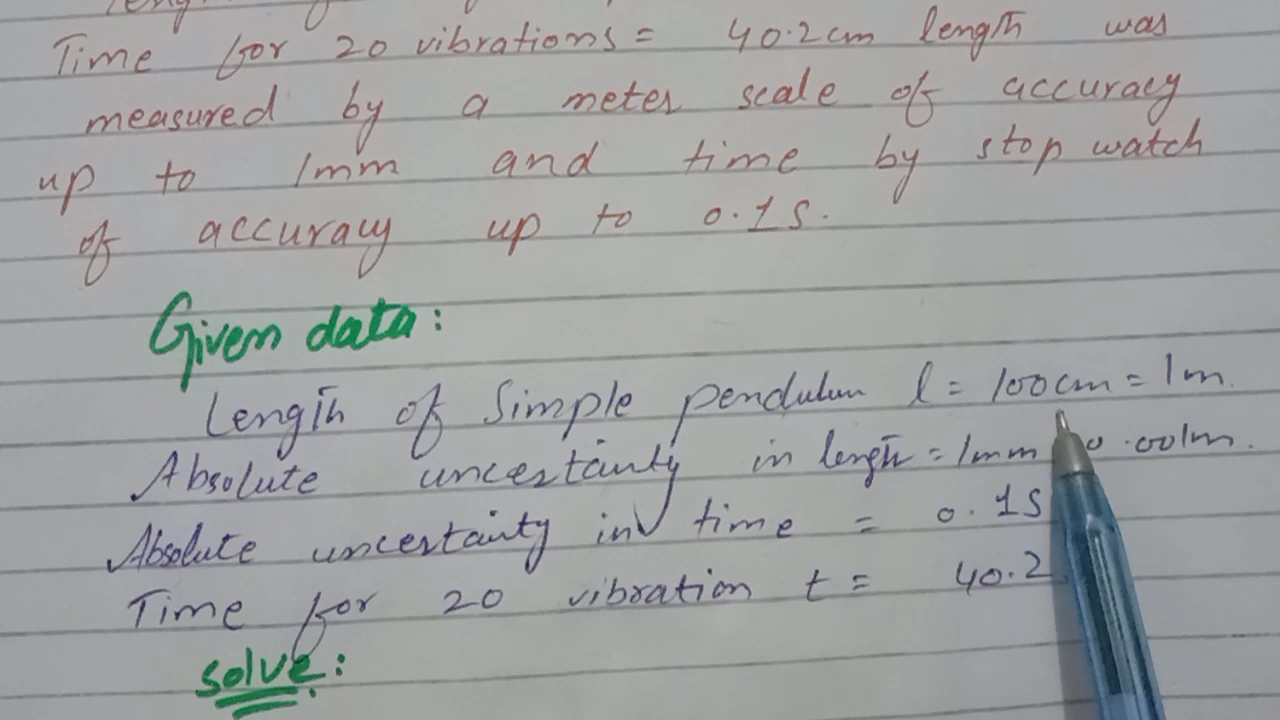 Time for 20 vibrations = 40.2cm length was
measured by a meter scale of accuracy
up to 1mm and time by stop watch
of accuracy up to 0.1s.
Given data:
Length of Simple pendulum l = 100cm = 1m.
Absolute uncertainty in length = 1mm 0.001m.
Absolute uncertainty in time = 0.1S
Time for 20 vibration t = 40.2
solve: